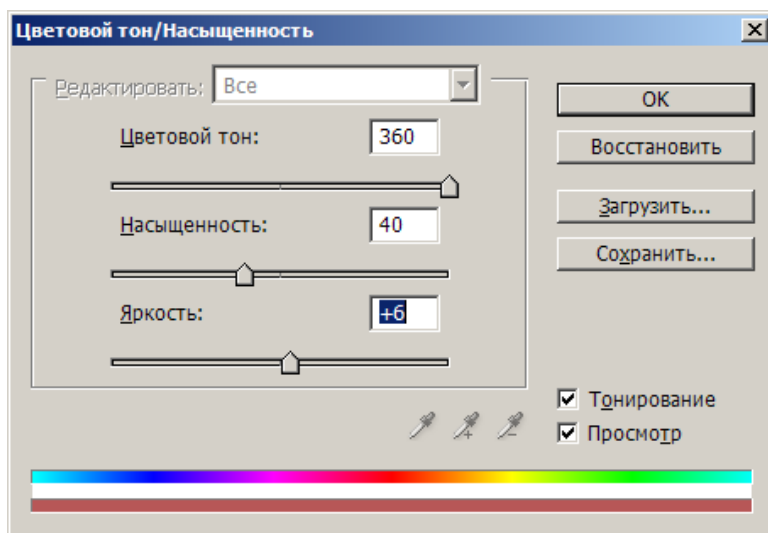 Цветовой тон/Насыщенность
Редактировать: Все
Цветовой тон: 360
Насыщенность: 40
Яркость: +6
OK
Восстановить
Загрузить...
Сохранить...
Тонирование
Просмотр